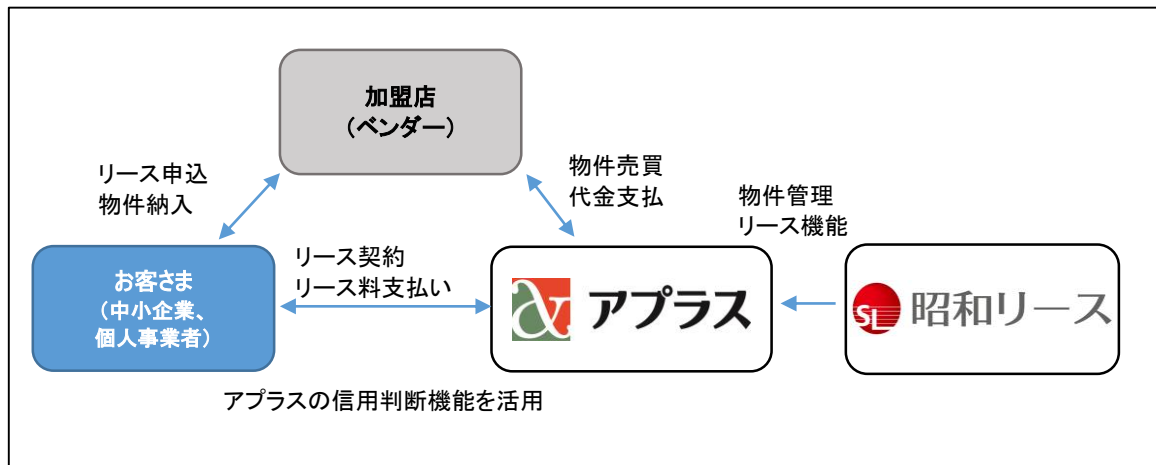 加盟店
（ベンダー）
リース申込
物件納入
物件売買
代金支払
物件管理
リース機能
お客さま
（中小企業、
個人事業者）
リース契約
リース料支払い
アプラス
SL 昭和リース
アプラスの信用判断機能を活用